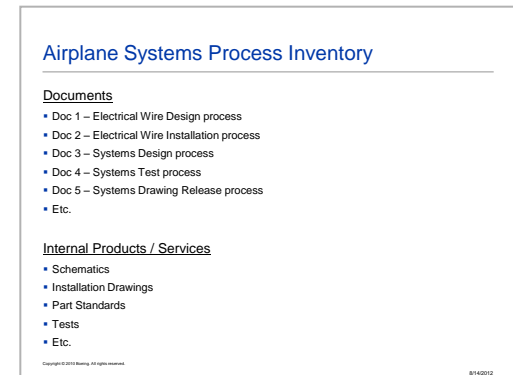 Airplane Systems Process Inventory
Documents
▪ Doc 1 – Electrical Wire Design process
▪ Doc 2 – Electrical Wire Installation process
▪ Doc 3 – Systems Design process
▪ Doc 4 – Systems Test process
▪ Doc 5 – Systems Drawing Release process
▪ Etc.
Internal Products / Services
▪ Schematics
▪ Installation Drawings
▪ Part Standards
▪ Tests
▪ Etc.
Copyright © 2010 Boeing. All rights reserved.
8/14/2012